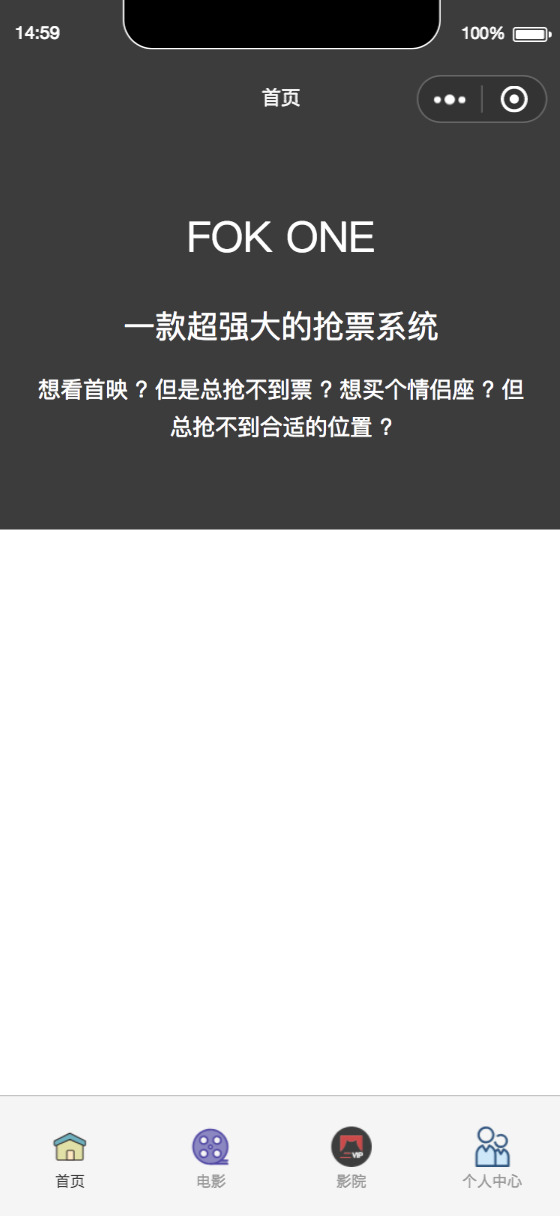 14:59
100%
首页
FOK ONE
一款超强大的抢票系统
想看首映 ? 但是总抢不到票 ? 想买个情侣座 ? 但
总抢不到合适的位置 ?
VIP
首页
电影
影院
个人中心